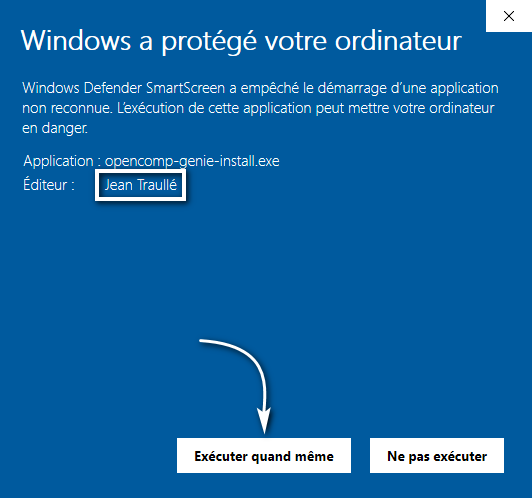 Windows a protégé votre ordinateur
Windows Defender SmartScreen a empêché le démarrage d'une application
non reconnue. L'exécution de cette application peut mettre votre ordinateur
en danger.
Application : opencomp-genie-install.exe
Éditeur : Jean Traullé
Exécuter quand même Ne pas exécuter